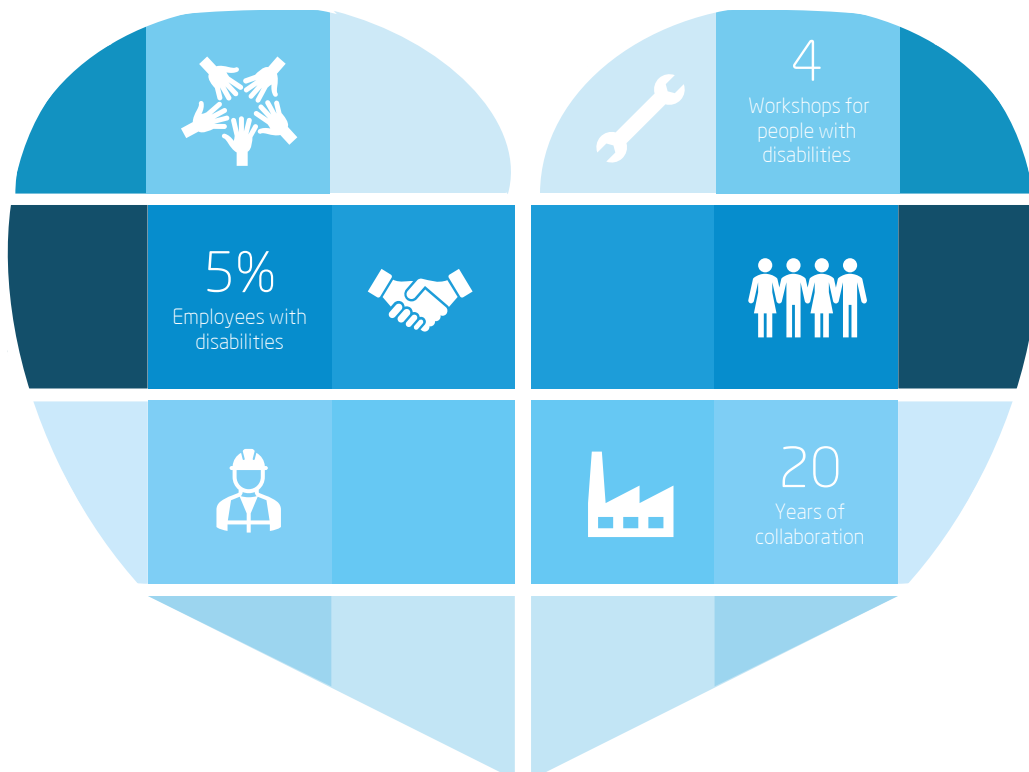 4
Workshops for
people with
disabilities
5%
Employees with
disabilities
20
Years of
collaboration